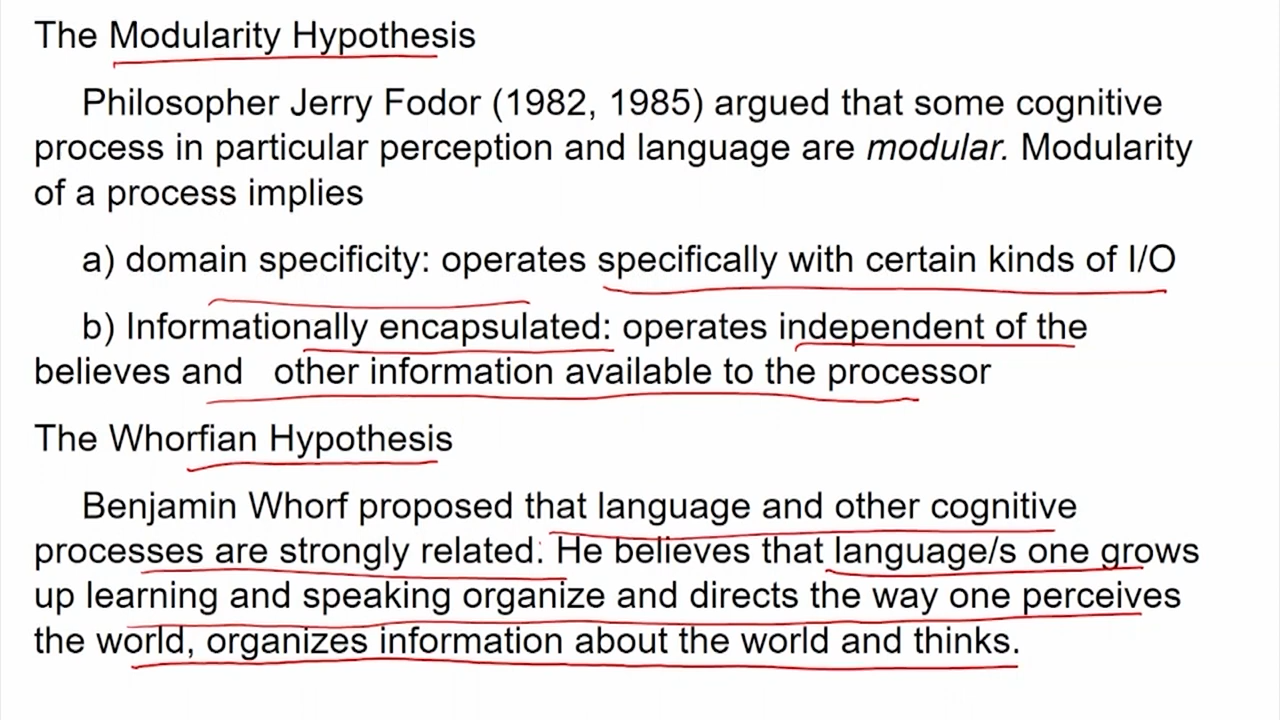 The Modularity Hypothesis
Philosopher Jerry Fodor (1982, 1985) argued that some cognitive
process in particular perception and language are modular. Modularity
of a process implies
a) domain specificity: operates specifically with certain kinds of I/O
b) Informationally encapsulated: operates independent of the
believes and other information available to the processor
The Whorfian Hypothesis
Benjamin Whorf proposed that language and other cognitive
processes are strongly related. He believes that language/s one grows
up learning and speaking organize and directs the way one perceives
the world, organizes information about the world and thinks.